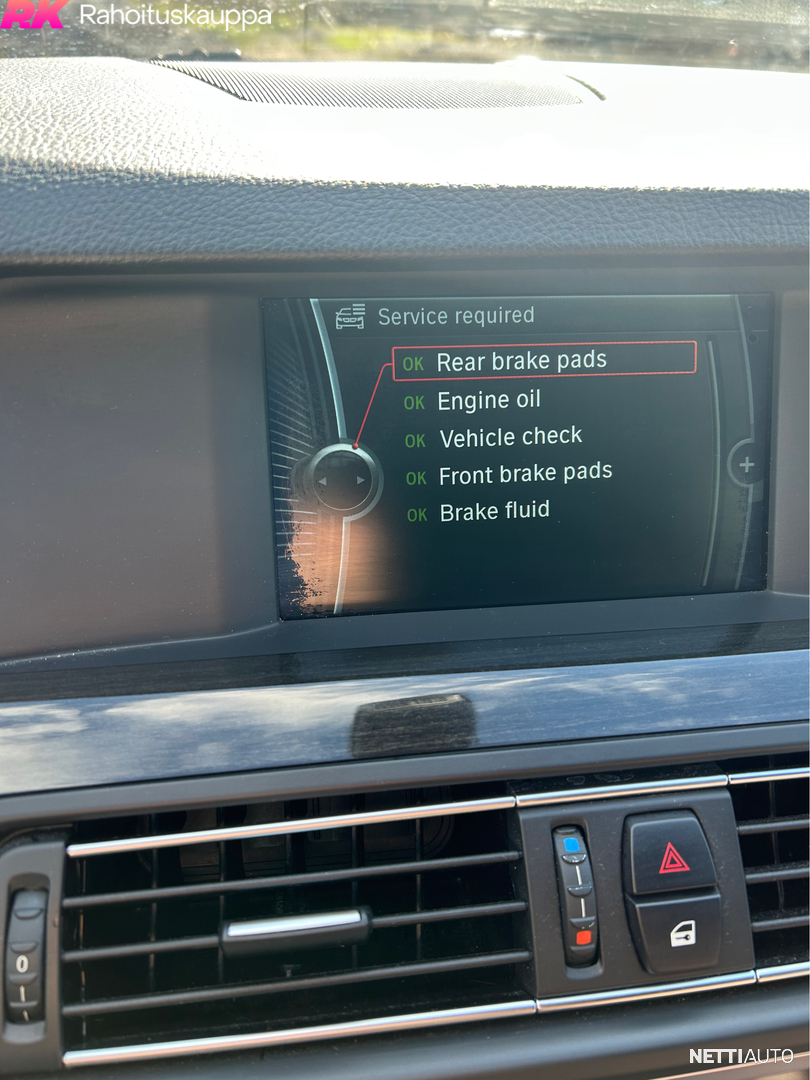 RK Rahoituskauppa
Service required
OK Rear brake pads
OK Engine oil
OK Vehicle check
OK Front brake pads
OK Brake fluid
+
0
NETTIAUTO